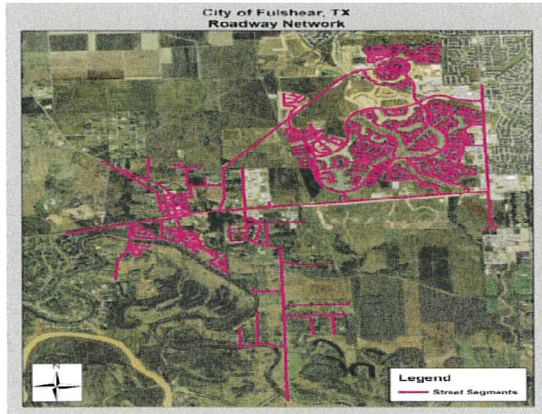 City of Fulshear, TX
Roadway Network
N
Legend
Street Segments